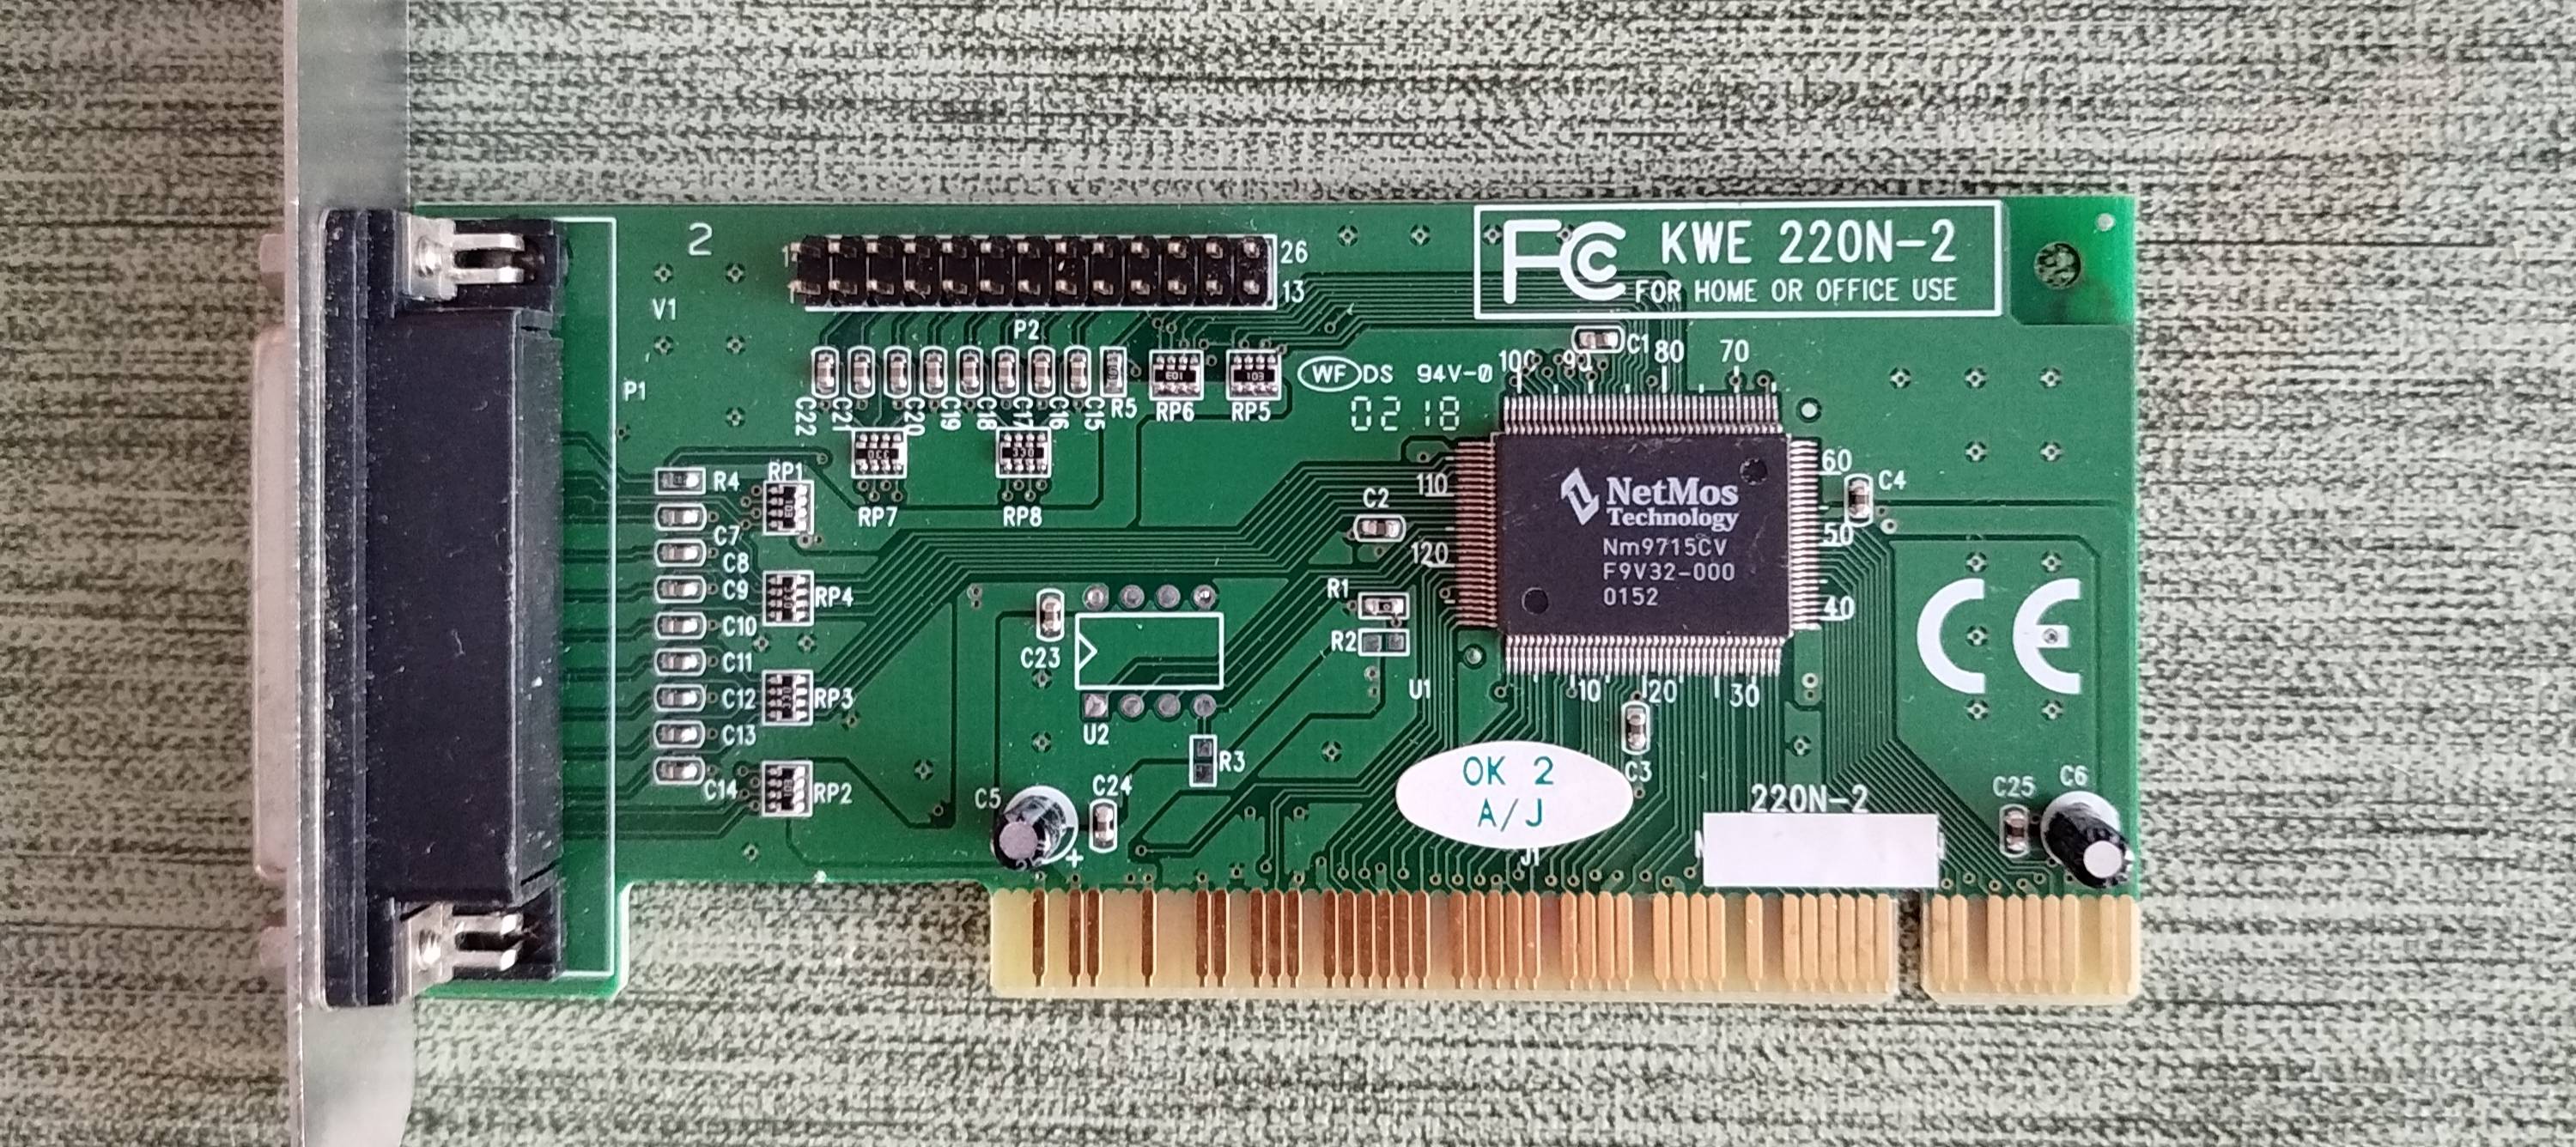 2
26
13
V1
P2
P1
FCC KWE 220N-2
FOR HOME OR OFFICE USE
C1
100 90 80 70
WF DS 94V-0
0218
C22 C21 C20 C19 C18 C17 C16 C15 R5 RP6 RP5
RP7 RP8
R4 RP1
C7
C8
C9
C10
C11
C12
C13
C14
RP4
RP3
RP2
110
120
C2
R1
R2
U1
NetMos
Technology
Nm9715CV
F9V32-000
0152
60
50
40
C4
10 20 30
C3
C23
U2
R3
C5
C24
+
OK 2
A/J
J1
220N-2
C25 C6
CE